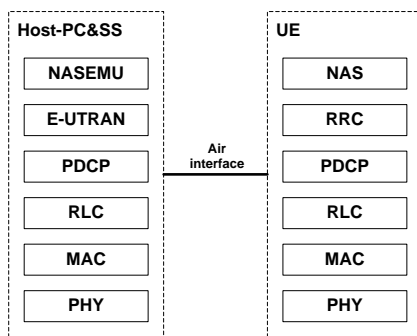 Host-PC&SS
NASEMU
E-UTRAN
PDCP
RLC
MAC
PHY
Air
interface
UE
NAS
RRC
PDCP
RLC
MAC
PHY